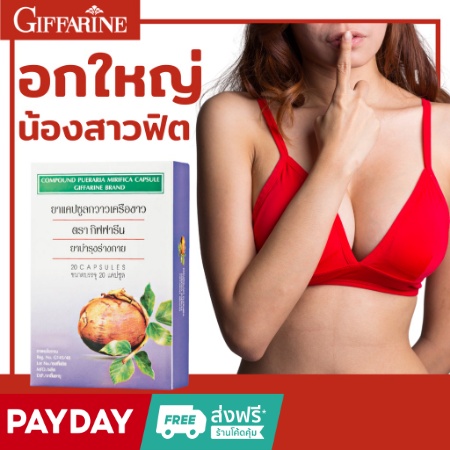 GIFFARINE
อกใหญ่
น้องสาวฟิต
COMPOUND PUERARIA MIRIFICA CAPSULE
GIFFARINE BRAND
ยาแคปซูลกวาวเครือขาว
ตรา กิฟฟารีน
ยาบำรุงร่างกาย
20 CAPSULES
ขนาดบรรจุ 20 แคปซูล
PAYDAY
FREE
ส่งฟรี*
ร้านโค้ดคุ้ม